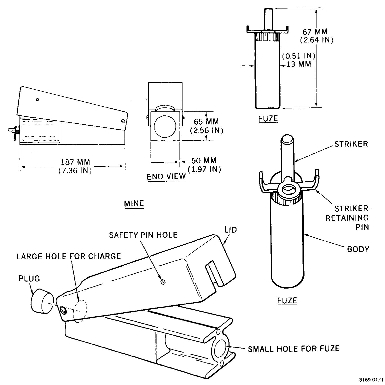 67 MM
(2.64 IN)
(0.51 IN)
13 MM
FUZE
65 MM
(2.56 IN)
187 MM
(7.36 IN)
50 MM
(1.97 IN)
END VIEW
MINE
STRIKER
STRIKER
RETAINING
PIN
BODY
FUZE
SAFETY PIN HOLE
LID
LARGE HOLE FOR CHARGE
PLUG
SMALL HOLE FOR FUZE